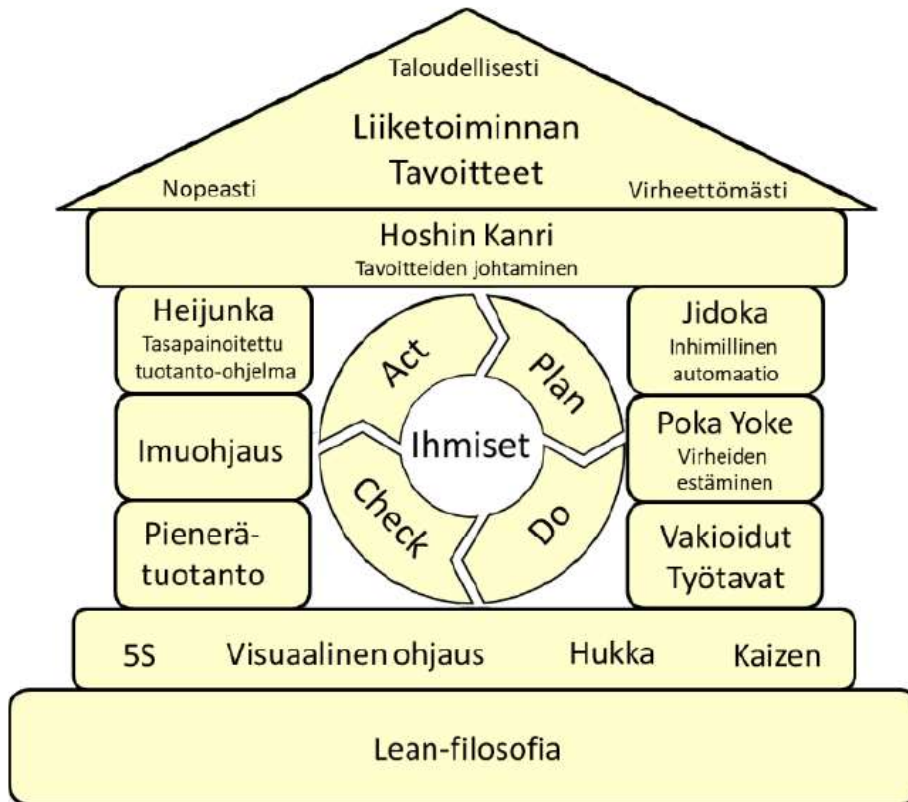 Taloudellisesti
Liiketoiminnan
Tavoitteet
Nopeasti
Virheettömästi
Hoshin Kanri
Tavoitteiden johtaminen
Heijunka
Tasapainoitettu
tuotanto-ohjelma
Imuohjaus
Pienerä-
tuotanto
Act
Plan
Ihmiset
Check
Do
Jidoka
Inhimillinen
automaatio
Poka Yoke
Virheiden
estäminen
Vakioidut
Työtavat
5S Visuaalinen ohjaus Hukka Kaizen
Lean-filosofia